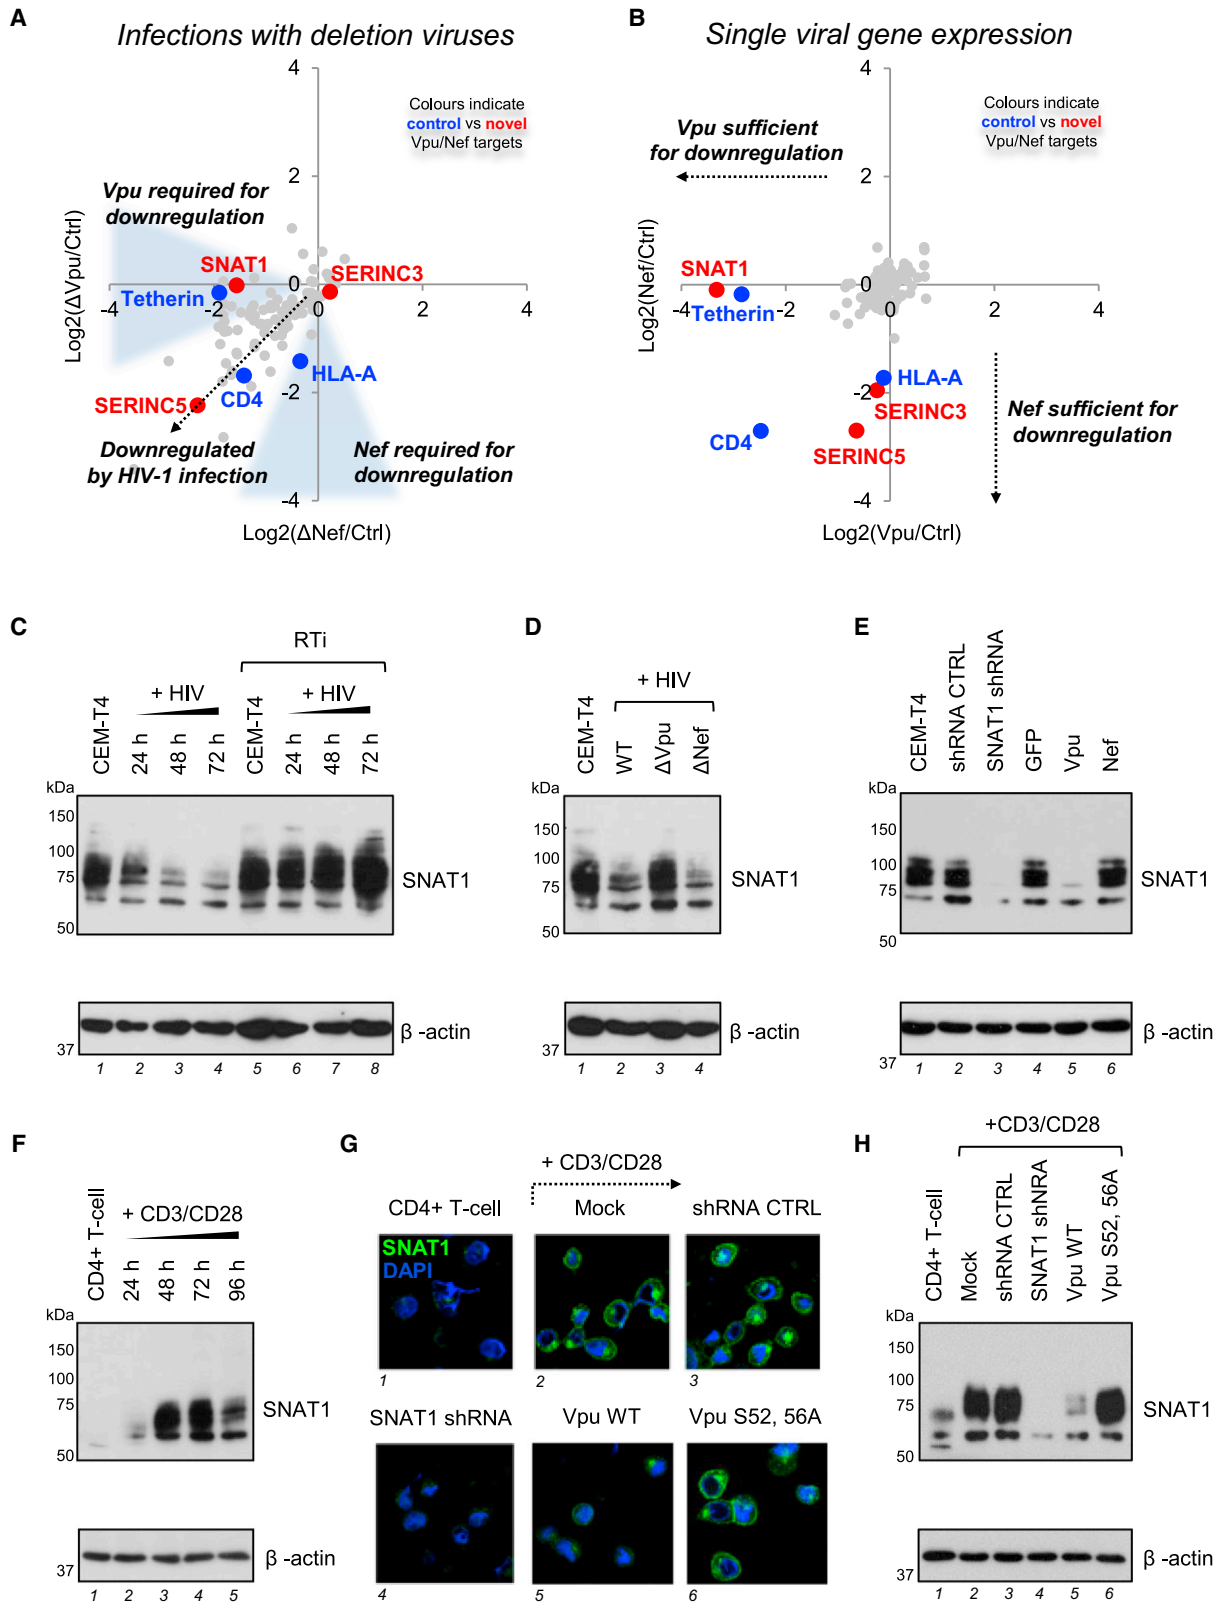 A
Infections with deletion viruses
4
Colours indicate
control vs novel
Vpu/Nef targets
2
Vpu required for
downregulation
Log2(ΔVpu/Ctrl)
SNAT1
SERINC3
0
Tetherin
-4
-2
0
2
4
HLA-A
-2
SERINC5
CD4
Downregulated
by HIV-1 infection
Nef required for
downregulation
-4
Log2(ΔNef/Ctrl)
B
Single viral gene expression
4
Colours indicate
control vs novel
Vpu/Nef targets
Vpu sufficient
for downregulation
2
Log2(Nef/Ctrl)
SNAT1
0
Tetherin
-4
-2
0
2
4
HLA-A
-2
SERINC3
CD4
SERINC5
Nef sufficient for
downregulation
-4
Log2(Vpu/Ctrl)
C
RTi
+ HIV
+ HIV
CEM-T4
24 h
48 h
72 h
CEM-T4
24 h
48 h
72 h
kDa
150
100
75
50
SNAT1
37
β -actin
1 2 3 4 5 6 7 8
D
+ HIV
CEM-T4
WT
ΔVpu
ΔNef
kDa
150
100
75
50
SNAT1
37
β -actin
1 2 3 4
E
CEM-T4
shRNA CTRL
SNAT1 shRNA
GFP
Vpu
Nef
kDa
150
100
75
50
SNAT1
37
β -actin
1 2 3 4 5 6
F
CD4+ T-cell
+ CD3/CD28
24 h
48 h
72 h
96 h
kDa
150
100
75
50
SNAT1
37
β -actin
1 2 3 4 5
G
+ CD3/CD28
CD4+ T-cell
Mock
shRNA CTRL
SNAT1
DAPI
1
2
3
SNAT1 shRNA
Vpu WT
Vpu S52, 56A
4
5
6
H
+CD3/CD28
CD4+ T-cell
Mock
shRNA CTRL
SNAT1 shNRA
Vpu WT
Vpu S52, 56A
kDa
150
100
75
50
SNAT1
37
β -actin
1 2 3 4 5 6